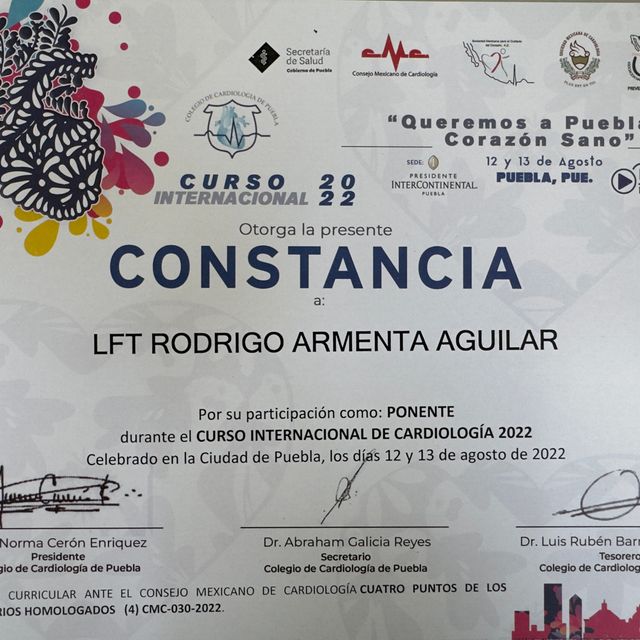 Secretaría
de Salud
Gobierno de Puebla
Consejo Mexicano de Cardiología
COLEGIO DE CARDIOLOGÍA DE PUEBLA
"Queremos a Puebla
Corazón Sano"
CURSO 20
INTERNACIONAL 22
SEDE:
PRESIDENTE
INTERCONTINENTAL
PUEBLA
12 y 13 de Agosto
PUEBLA, PUE.
Otorga la presente
CONSTANCIA
a:
LFT RODRIGO ARMENTA AGUILAR
Por su participación como: PONENTE
durante el CURSO INTERNACIONAL DE CARDIOLOGÍA 2022
Celebrado en la Ciudad de Puebla, los días 12 y 13 de agosto de 2022
Norma Cerón Enriquez
Presidente
gio de Cardiología de Puebla
Dr. Abraham Galicia Reyes
Secretario
Colegio de Cardiología de Puebla
Dr. Luis Rubén Barr
Tesorero
Colegio de Cardiolog
CURRICULAR ANTE EL CONSEJO MEXICANO DE CARDIOLOGÍA CUATRO PUNTOS DE LOS
RIOS HOMOLOGADOS (4) CMC-030-2022.